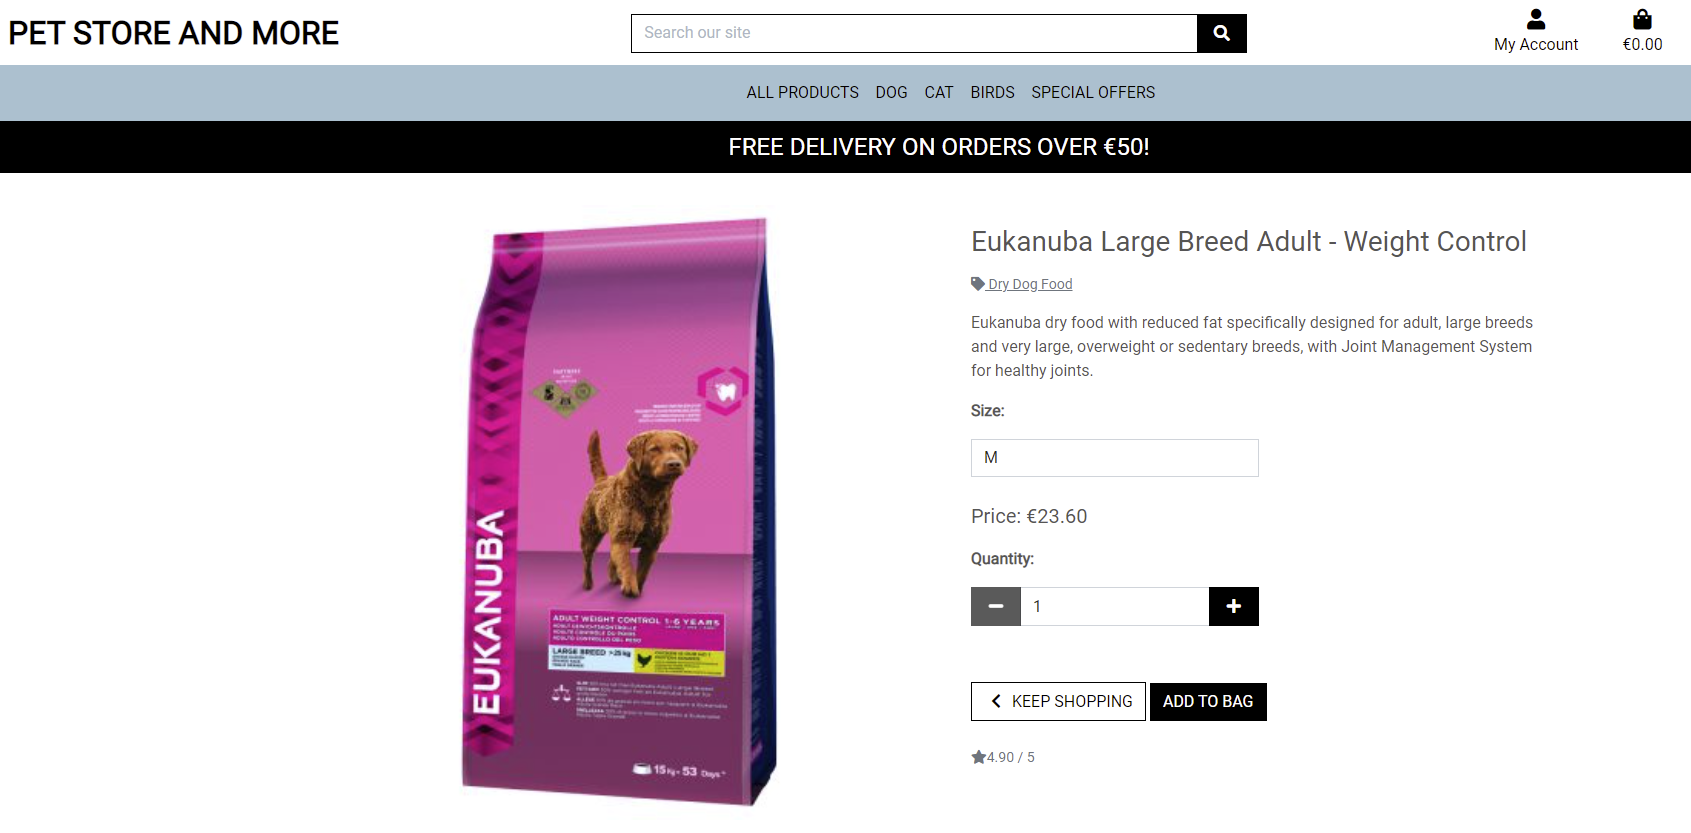 PET STORE AND MORE
Search our site
My Account
€0.00
ALL PRODUCTS DOG CAT BIRDS SPECIAL OFFERS
FREE DELIVERY ON ORDERS OVER €50!
Eukanuba Large Breed Adult - Weight Control
Dry Dog Food
Eukanuba dry food with reduced fat specifically designed for adult, large breeds
and very large, overweight or sedentary breeds, with Joint Management System
for healthy joints.
Size:
M
Price: €23.60
Quantity:
1
KEEP SHOPPING
ADD TO BAG
4.90 / 5
EUKANUBA
ADULT WEIGHT CONTROL 1-6 YEARS
LARGE BREED >25 kg
15 kg = 53 Days*